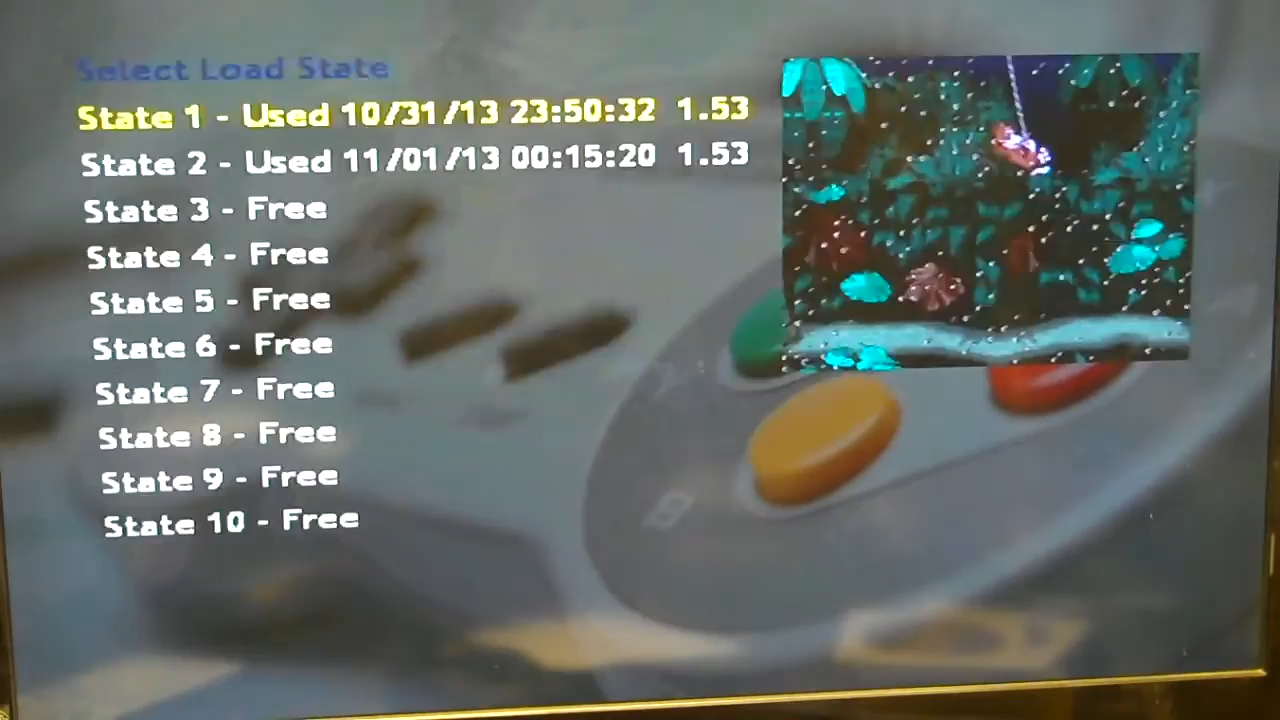 Select Load State
State 1 - Used 10/31/13 23:50:32 1.53
State 2 - Used 11/01/13 00:15:20 1.53
State 3 - Free
State 4 - Free
State 5 - Free
State 6 - Free
State 7 - Free
State 8 - Free
State 9 - Free
State 10 - Free